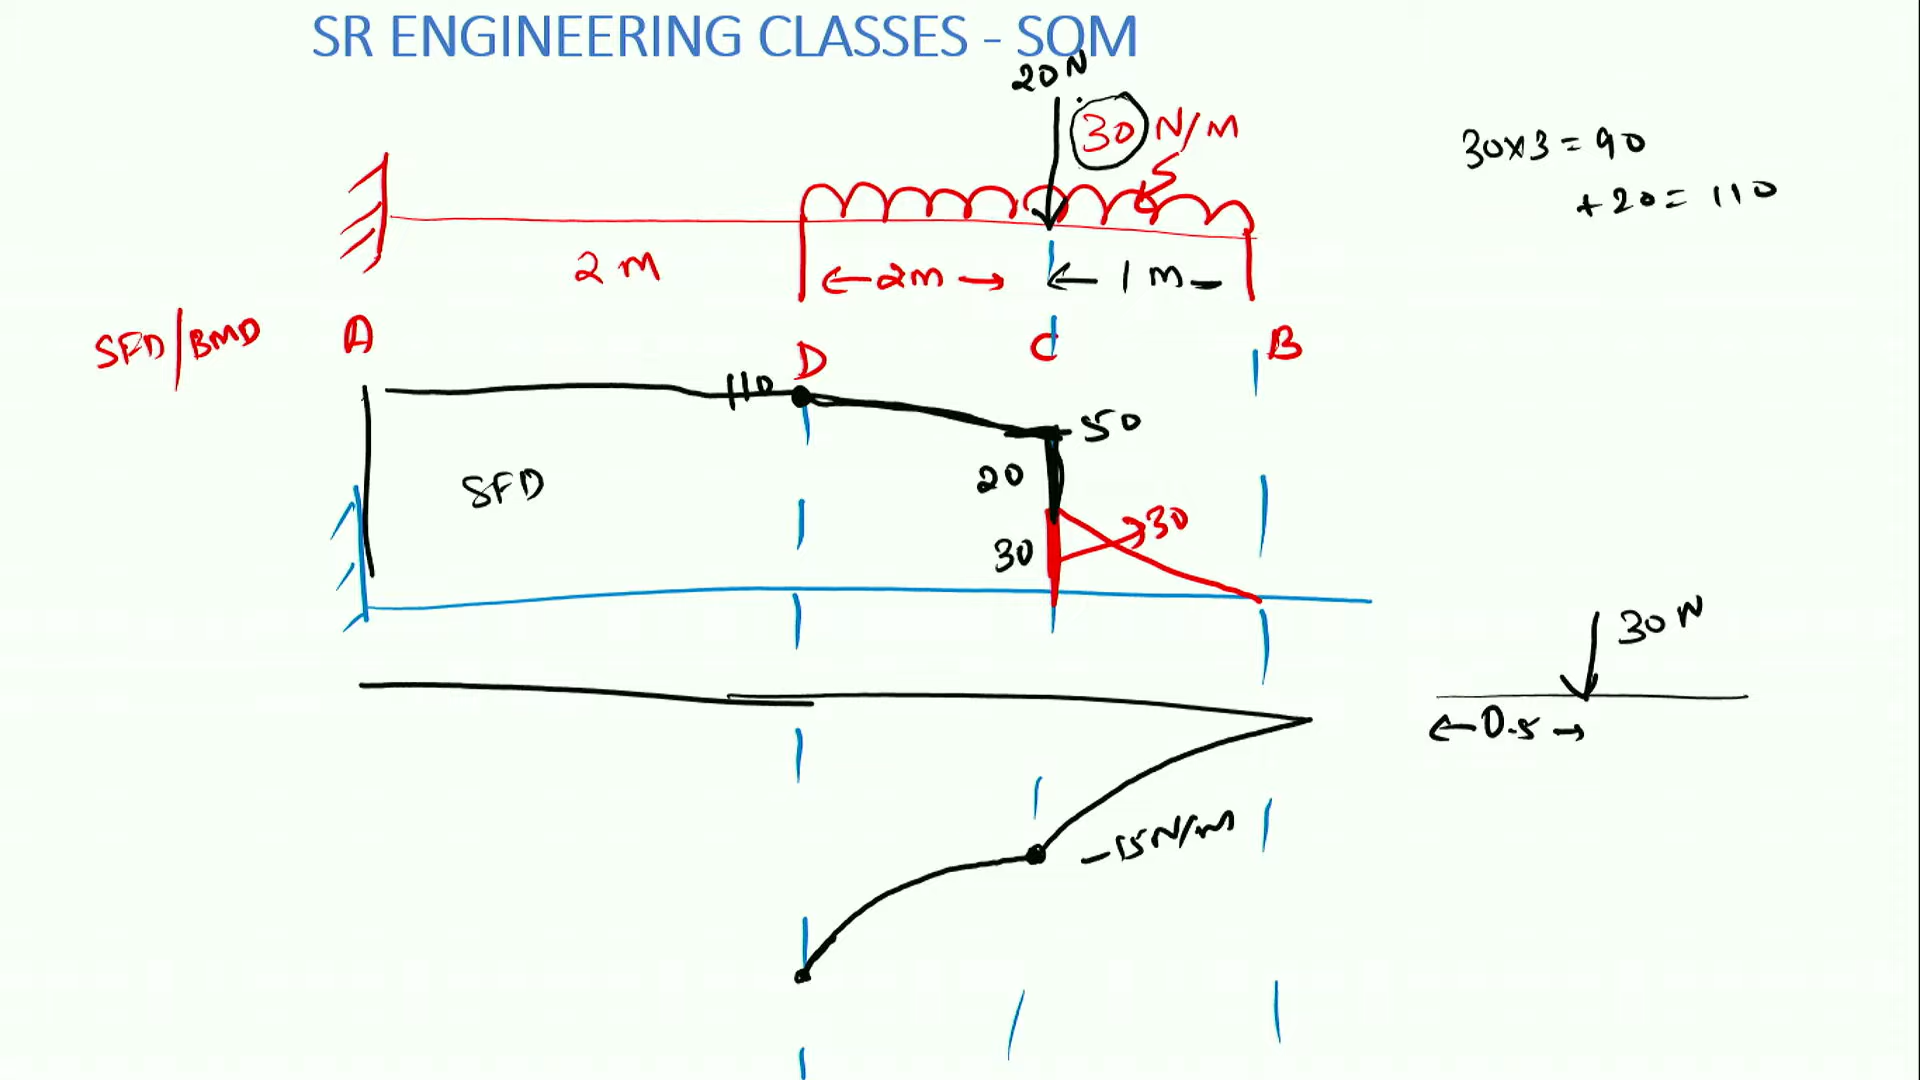 SR ENGINEERING CLASSES - SOM
20N
30 N/M
30×3 = 90
+20 = 110
2 m
←2m→
←1 m-
SFD/BMD
A
D
C
B
110
50
SFD
20
30
30
30 N
←0.5→
-15N/m